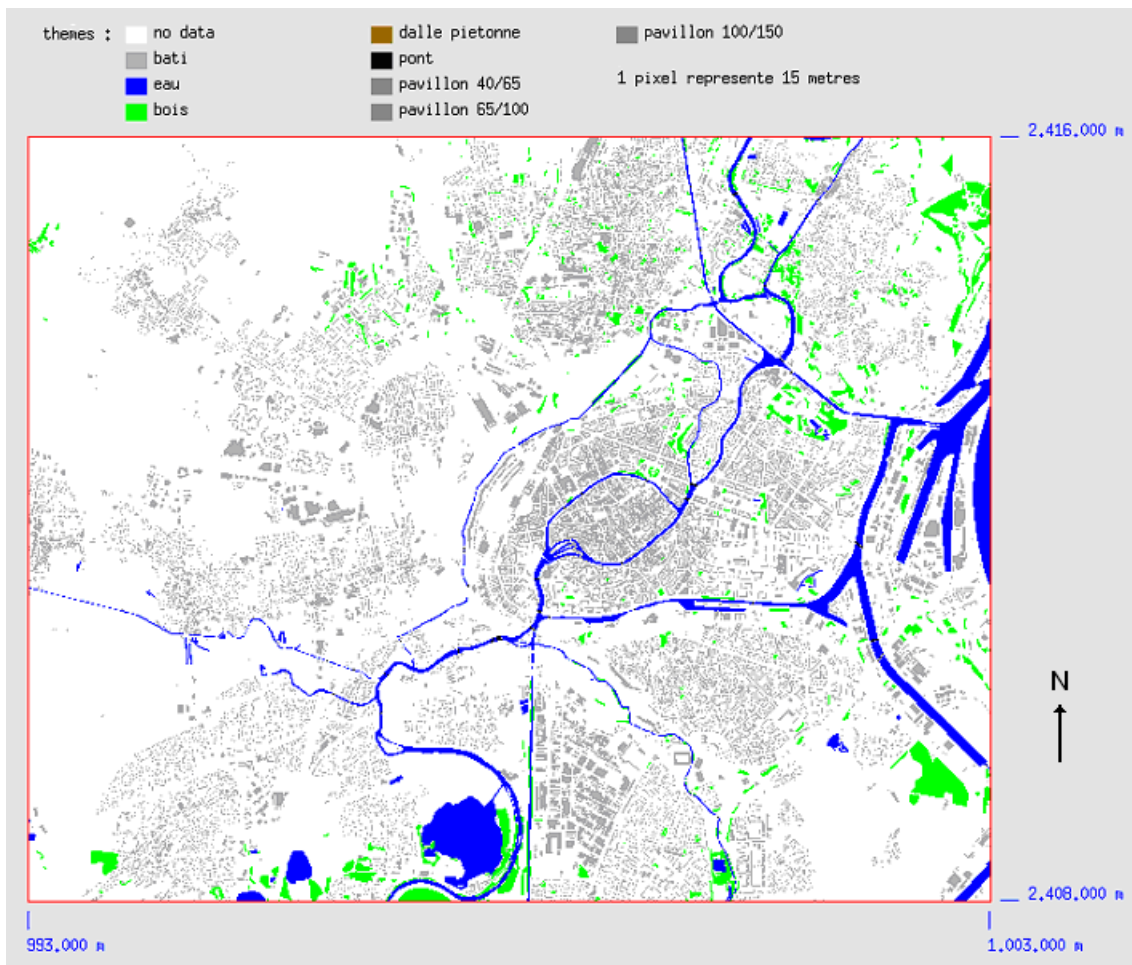 themes : no data dalle pietonne pavillon 100/150
bati pont
eau pavillon 40/65 1 pixel represente 15 metres
bois pavillon 65/100
2.416.000 m
N
2.408.000 m
993.000 m 1.003.000 m